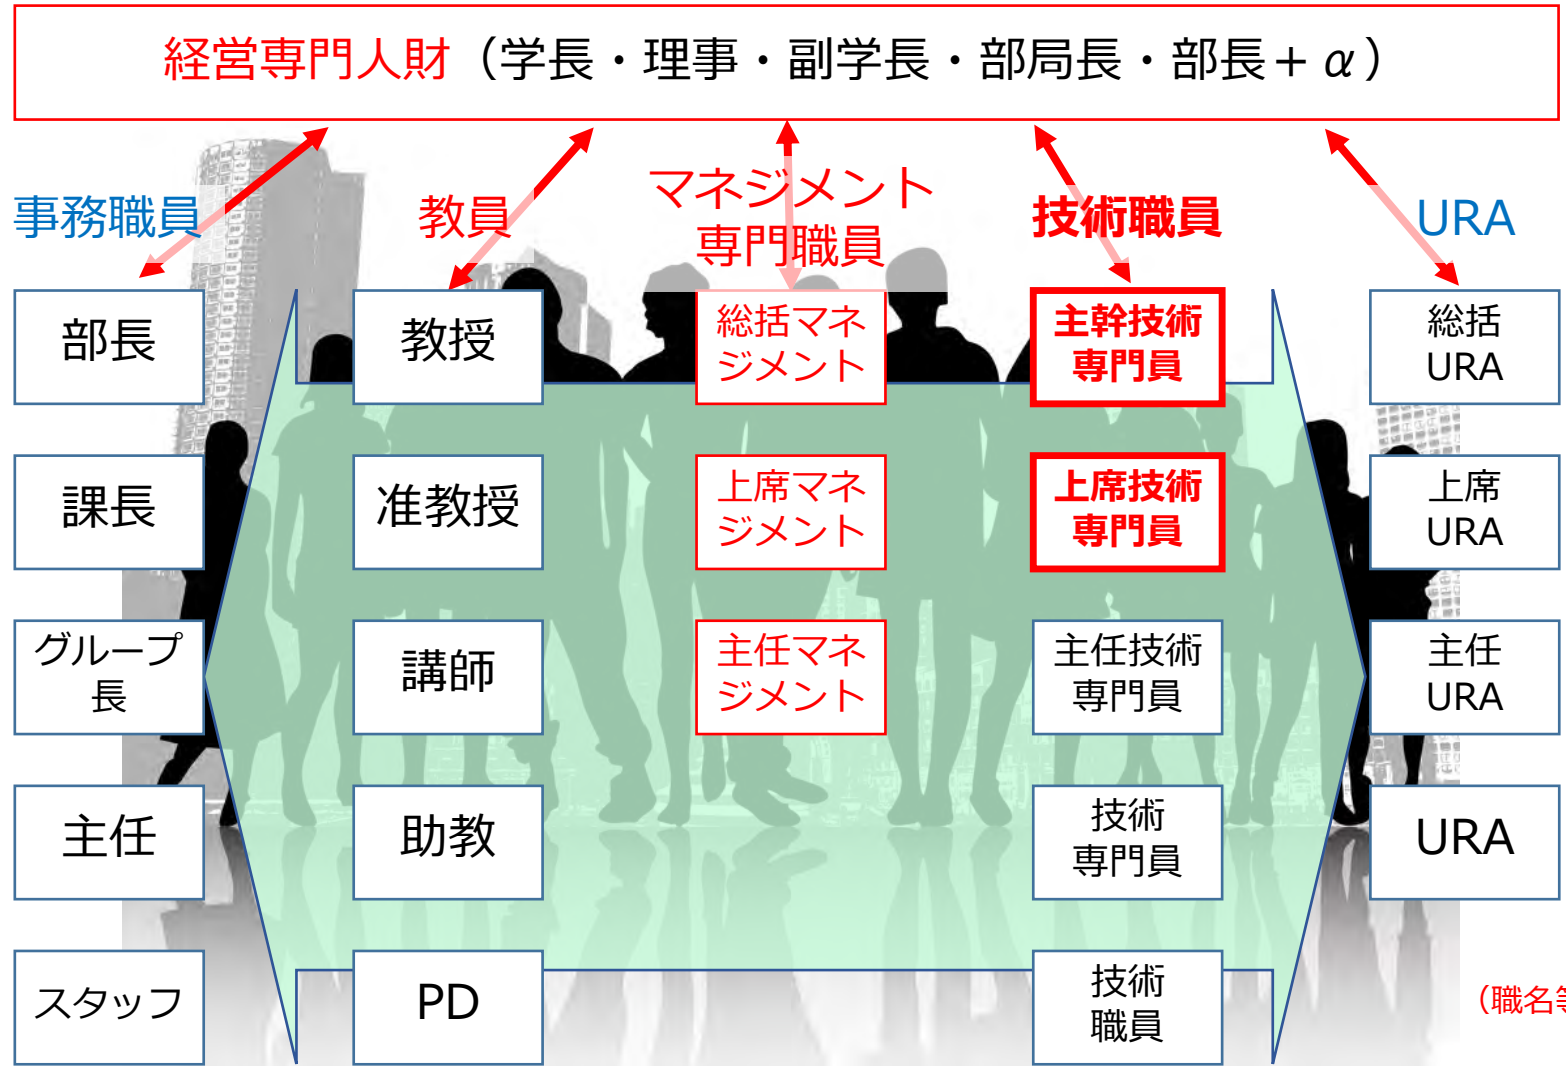 経営専門人財（学長・理事・副学長・部局長・部長＋α）
事務職員
教員
マネジメント
専門職員
技術職員
URA
部長
教授
総括マネ
ジメント
主幹技術
専門員
総括
URA
課長
准教授
上席マネ
ジメント
上席技術
専門員
上席
URA
グループ
長
講師
主任マネ
ジメント
主任技術
専門員
主任
URA
主任
助教
技術
専門員
URA
スタッフ
PD
技術
職員
（職名等